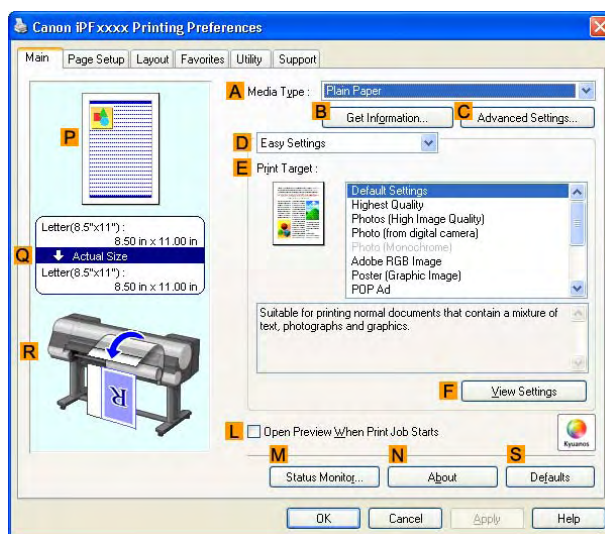 Canon iPFxxxx Printing Preferences
Main Page Setup Layout Favorites Utility Support
A Media Type : Plain Paper
B Get Information... C Advanced Settings...
D Easy Settings
E Print Target :
Default Settings
Highest Quality
Photos (High Image Quality)
Photo (from digital camera)
Photo (Monochrome)
Adobe RGB Image
Poster (Graphic Image)
POP Ad
Suitable for printing normal documents that contain a mixture of
text, photographs and graphics.
F View Settings
P
Letter(8.5"x11") :
8.50 in x 11.00 in
Q Actual Size
Letter(8.5"x11") :
8.50 in x 11.00 in
R
R
L Open Preview When Print Job Starts
Kyuanos
M Status Monitor... N About S Defaults
OK Cancel Apply Help